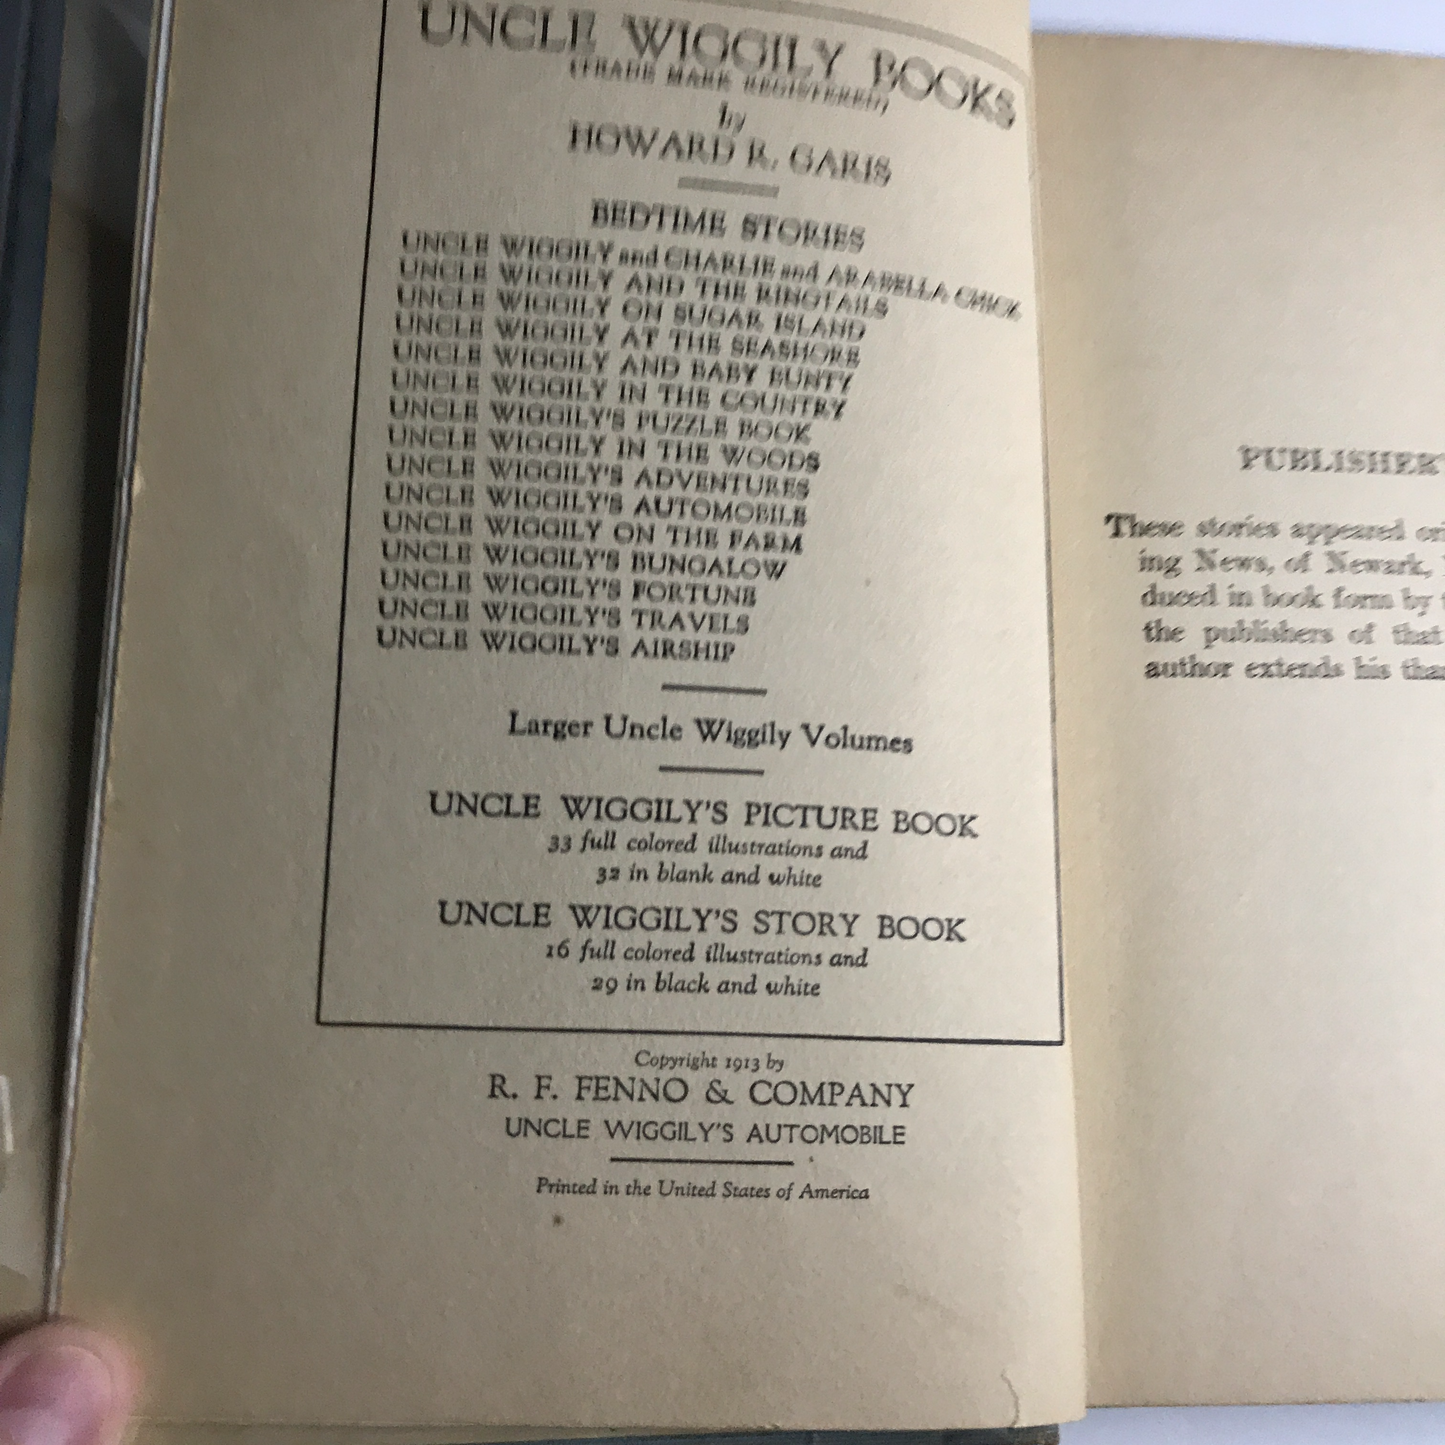 UNCLE WIGGILY BOOKS
(TRADE MARK REGISTERED)
by
HOWARD R. GARIS
BEDTIME STORIES
UNCLE WIGGILY and CHARLIE and ARABELLA CHICK
UNCLE WIGGILY AND THE RINGTAILS
UNCLE WIGGILY ON SUGAR ISLAND
UNCLE WIGGILY AT THE SEASHORE
UNCLE WIGGILY AND BABY BUNTY
UNCLE WIGGILY IN THE COUNTRY
UNCLE WIGGILY'S PUZZLE BOOK
UNCLE WIGGILY IN THE WOODS
UNCLE WIGGILY'S ADVENTURES
UNCLE WIGGILY'S AUTOMOBILE
UNCLE WIGGILY ON THE FARM
UNCLE WIGGILY'S BUNGALOW
UNCLE WIGGILY'S FORTUNE
UNCLE WIGGILY'S TRAVELS
UNCLE WIGGILY'S AIRSHIP
Larger Uncle Wiggily Volumes
UNCLE WIGGILY'S PICTURE BOOK
33 full colored illustrations and
32 in blank and white
UNCLE WIGGILY'S STORY BOOK
16 full colored illustrations and
29 in black and white
Copyright 1913 by
R. F. FENNO & COMPANY
UNCLE WIGGILY'S AUTOMOBILE
Printed in the United States of America
PUBLISHER'
These stories appeared ori
ing News, of Newark,
duced in book form by
the publishers of that
author extends his than